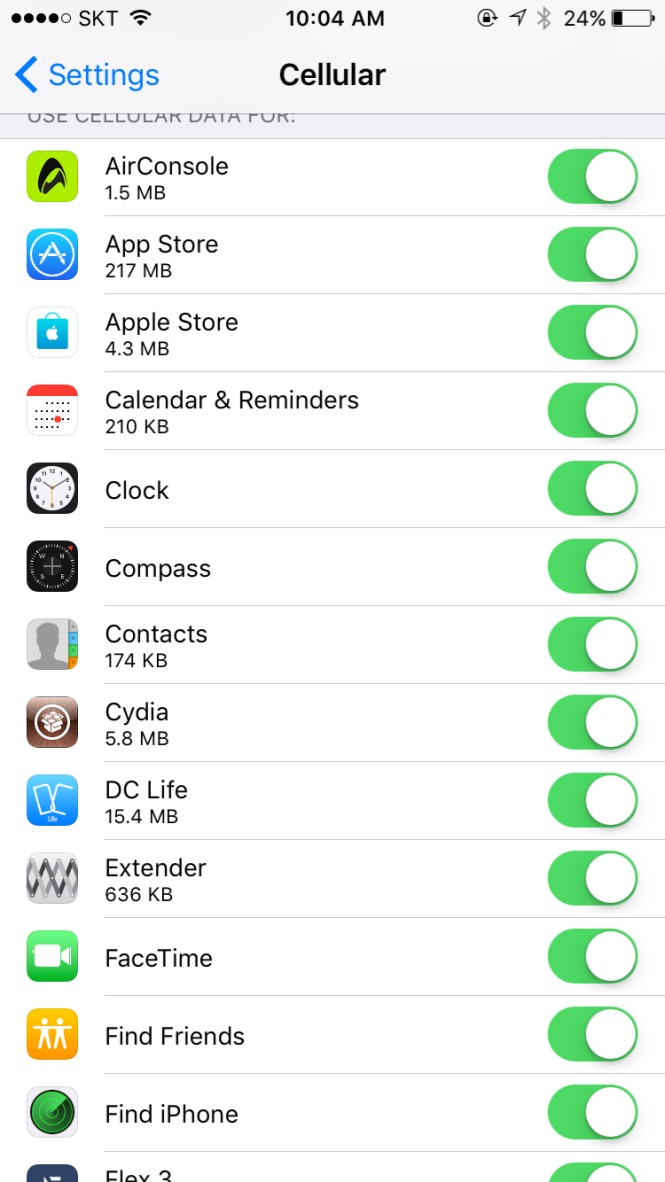 SKT 10:04 AM 24%
Settings Cellular
USE CELLULAR DATA FOR:
AirConsole
1.5 MB
App Store
217 MB
Apple Store
4.3 MB
Calendar & Reminders
210 KB
Clock
Compass
Contacts
174 KB
Cydia
5.8 MB
DC Life
15.4 MB
Extender
636 KB
FaceTime
Find Friends
Find iPhone
Flex 3